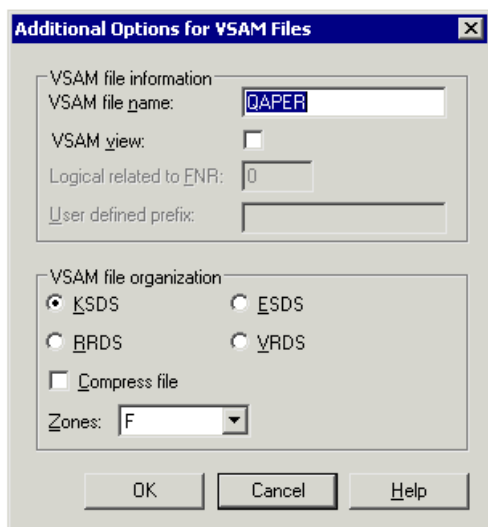 Additional Options for VSAM Files
VSAM file information
VSAM file name: QAPER
VSAM view:
Logical related to FNR: 0
User defined prefix:
VSAM file organization
KSDS ESDS
RRDS VRDS
Compress file
Zones: F
OK Cancel Help